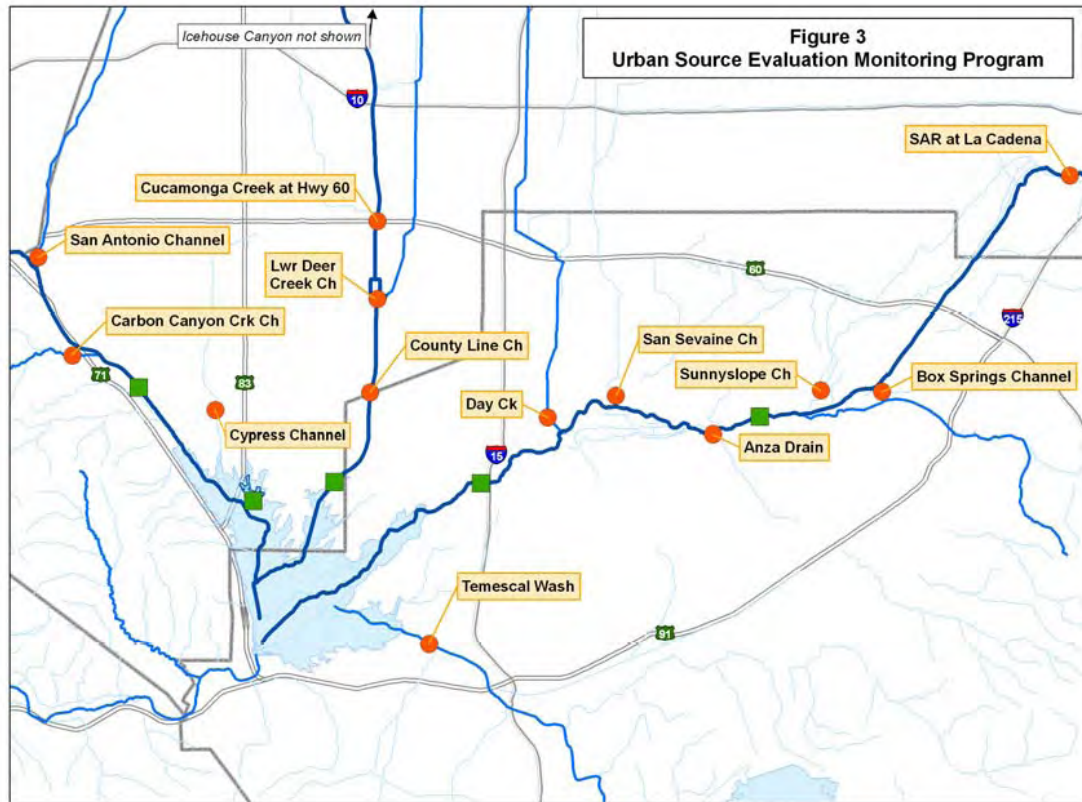 Icehouse Canyon not shown
Figure 3
Urban Source Evaluation Monitoring Program
10
SAR at La Cadena
Cucamonga Creek at Hwy 60
San Antonio Channel
Lwr Deer
Creek Ch
60
215
Carbon Canyon Crk Ch
County Line Ch
San Sevaine Ch
Sunnyslope Ch
Box Springs Channel
71
83
Day Ck
Cypress Channel
Anza Drain
15
Temescal Wash
91